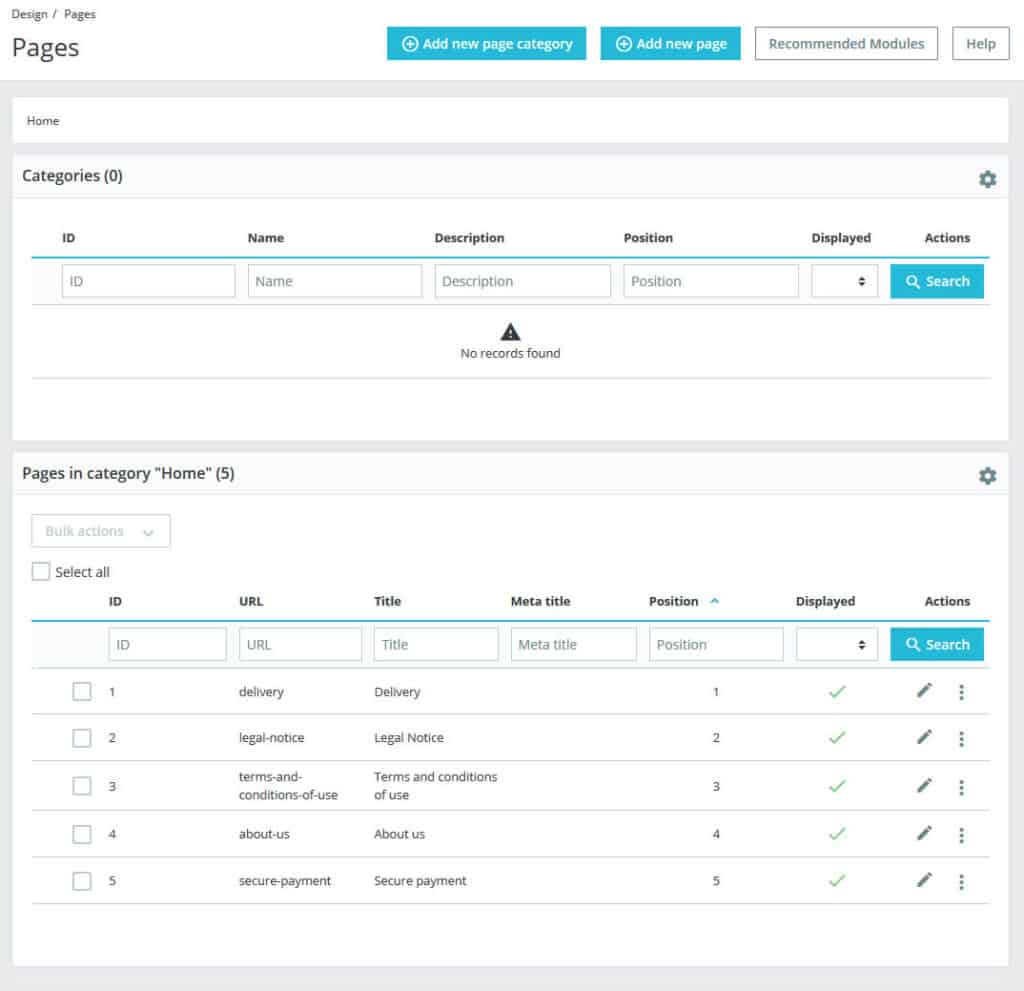 Design / Pages
Pages
Add new page category
Add new page
Recommended Modules
Help
Home
Categories (0)
ID Name Description Position Displayed Actions
ID Name Description Position Search
No records found
Pages in category "Home" (5)
Bulk actions
Select all
ID URL Title Meta title Position Displayed Actions
ID URL Title Meta title Position Search
1 delivery Delivery 1
2 legal-notice Legal Notice 2
3 terms-and- Terms and conditions 3
conditions-of-use of use
4 about-us About us 4
5 secure-payment Secure payment 5